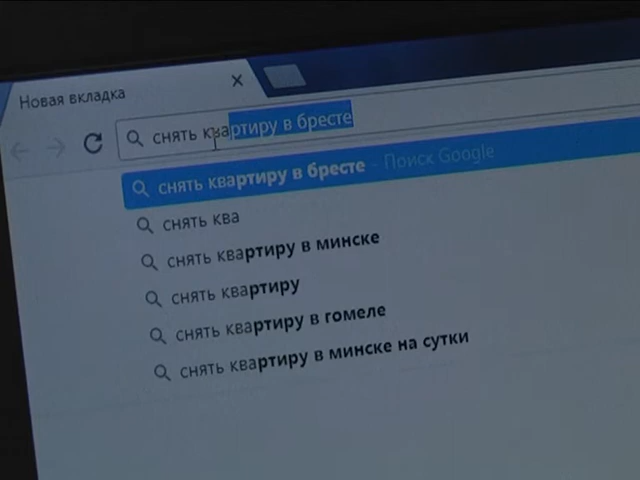 Новая вкладка
снять квартиру в бресте
снять квартиру в бресте - Поиск Google
снять ква
снять квартиру в минске
снять квартиру
снять квартиру в гомеле
снять квартиру в минске на сутки